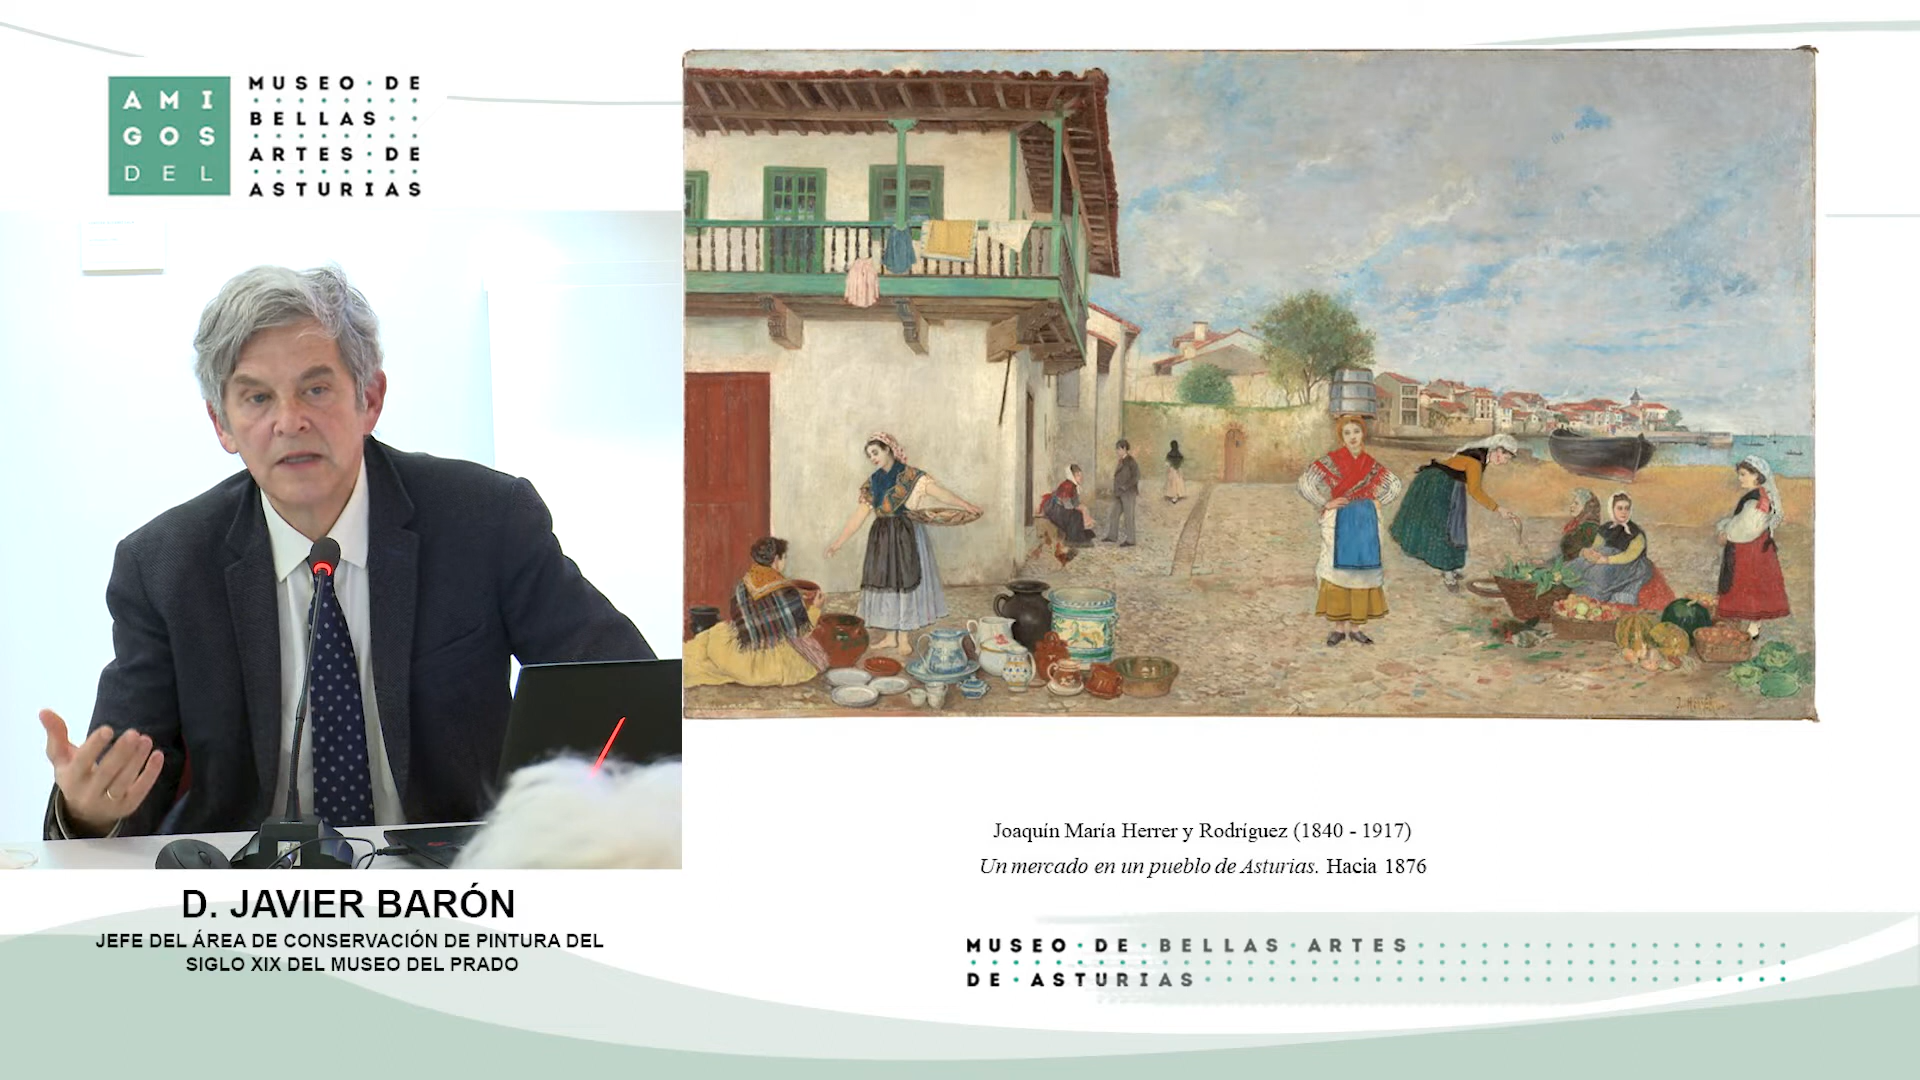 AMI
GOS
DEL
MUSEO·DE
BELLAS
ARTES·DE
ASTURIAS
Joaquín María Herrer y Rodríguez (1840 - 1917)
Un mercado en un pueblo de Asturias. Hacia 1876
D. JAVIER BARÓN
JEFE DEL ÁREA DE CONSERVACIÓN DE PINTURA DEL
SIGLO XIX DEL MUSEO DEL PRADO
MUSEO·DE·BELLAS·ARTES
DE·ASTURIAS